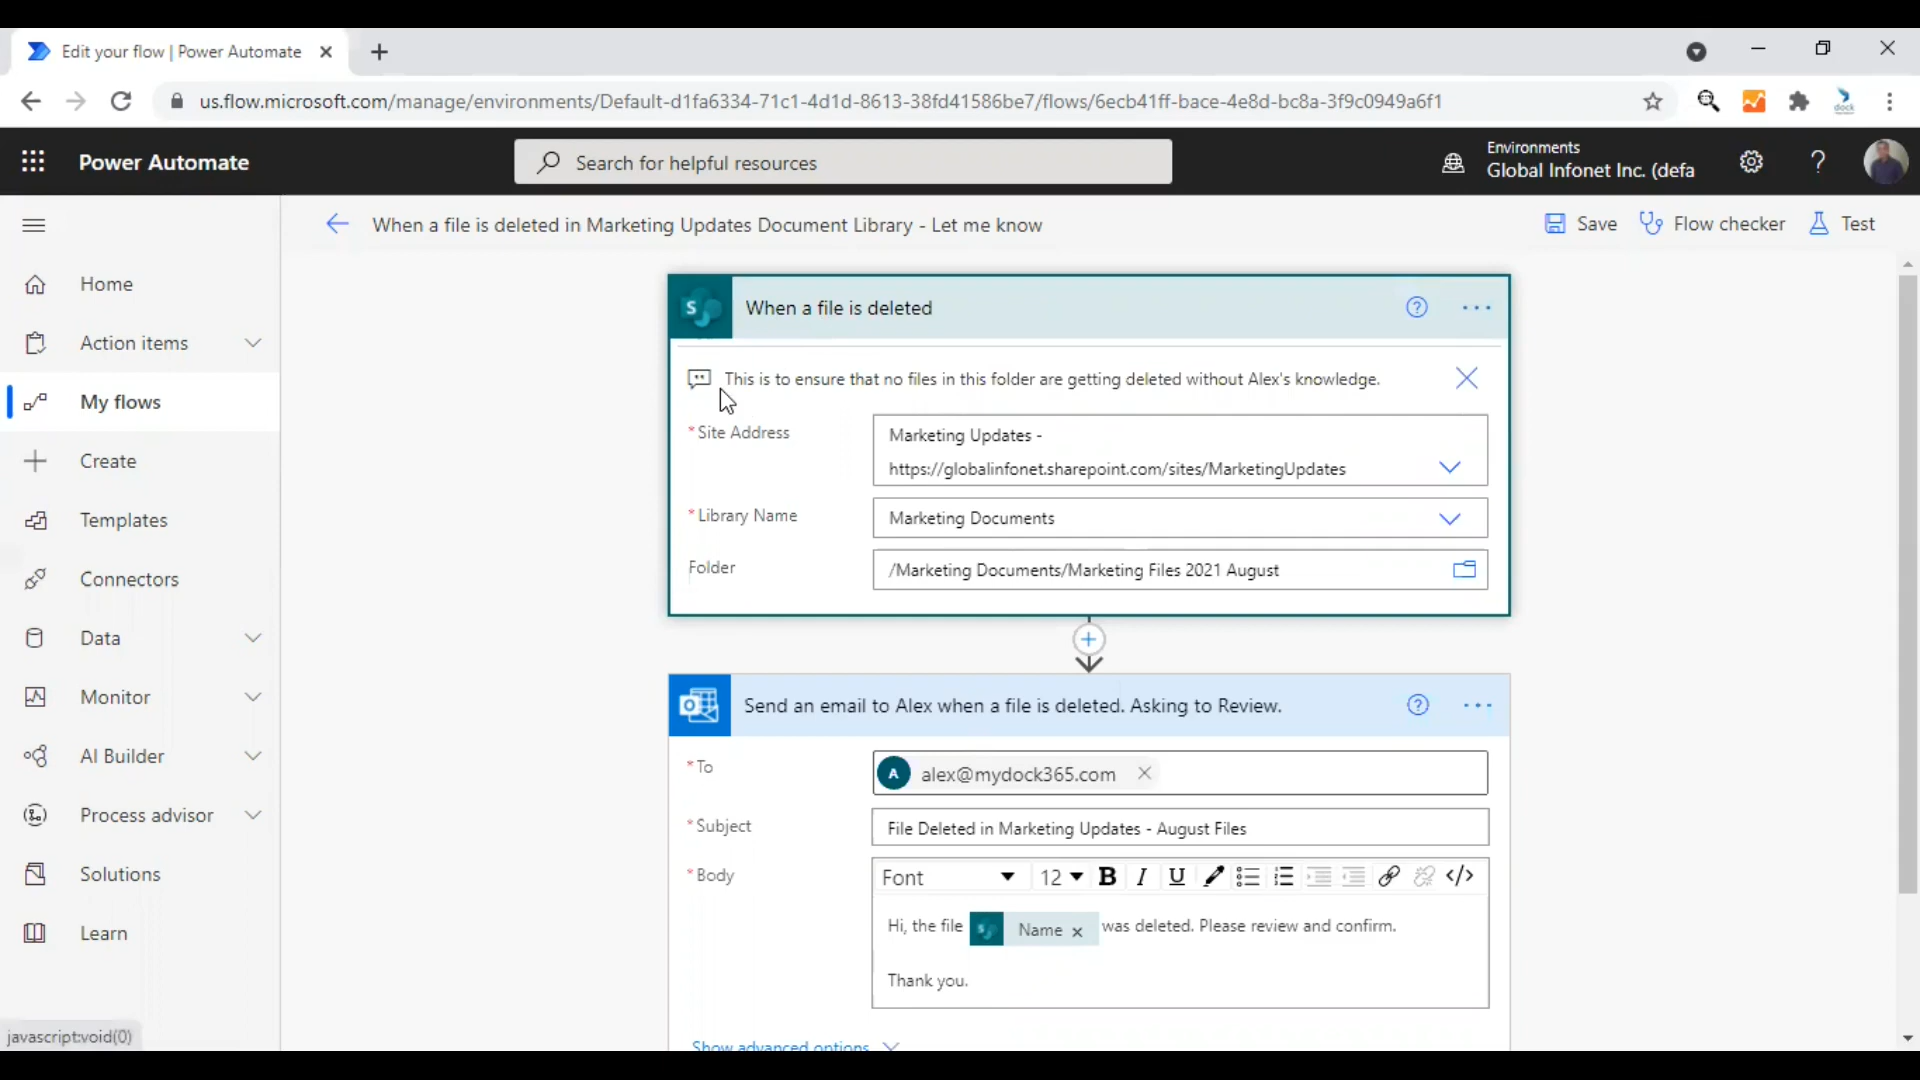 Edit your flow | Power Automate
us.flow.microsoft.com/manage/environments/Default-d1fa6334-71c1-4d1d-8613-38fd41586be7/flows/6ecb41ff-bace-4e8d-bc8a-3f9c0949a6f1
dock
Power Automate
Search for helpful resources
Environments
Global Infonet Inc. (defa
When a file is deleted in Marketing Updates Document Library - Let me know
Save
Flow checker
Test
Home
Action items
My flows
Create
Templates
Connectors
Data
Monitor
AI Builder
Process advisor
Solutions
Learn
S
When a file is deleted
This is to ensure that no files in this folder are getting deleted without Alex's knowledge.
* Site Address
Marketing Updates -
https://globalinfonet.sharepoint.com/sites/MarketingUpdates
* Library Name
Marketing Documents
Folder
/Marketing Documents/Marketing Files 2021 August
Send an email to Alex when a file is deleted. Asking to Review.
* To
A alex@mydock365.com
* Subject
File Deleted in Marketing Updates - August Files
* Body
Font 12 B I U </>
Hi, the file S Name × was deleted. Please review and confirm.
Thank you.
Show advanced options
javascript:void(0)